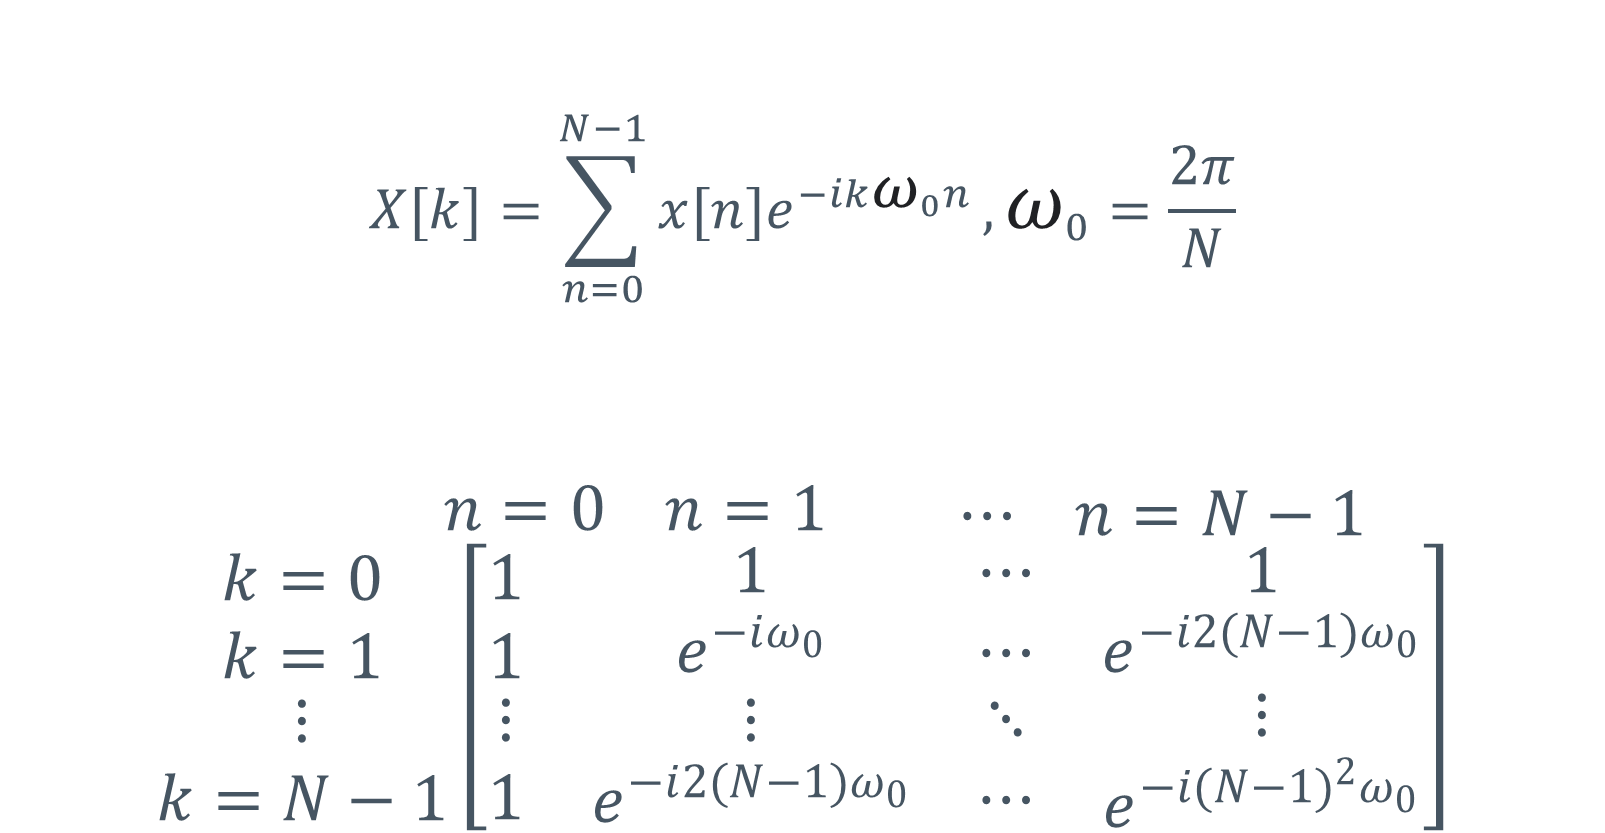 X[k] = ∑_{n=0}^{N−1} x[n]e^{−ikω₀n} , ω₀ = 2π/N
n = 0 n = 1 ⋯ n = N − 1
k = 0 [1 1 ⋯ 1]
k = 1 [1 e^{−iω₀} ⋯ e^{−i2(N−1)ω₀}]
⋮ [⋮ ⋮ ⋱ ⋮]
k = N − 1 [1 e^{−i2(N−1)ω₀} ⋯ e^{−i(N−1)²ω₀}]